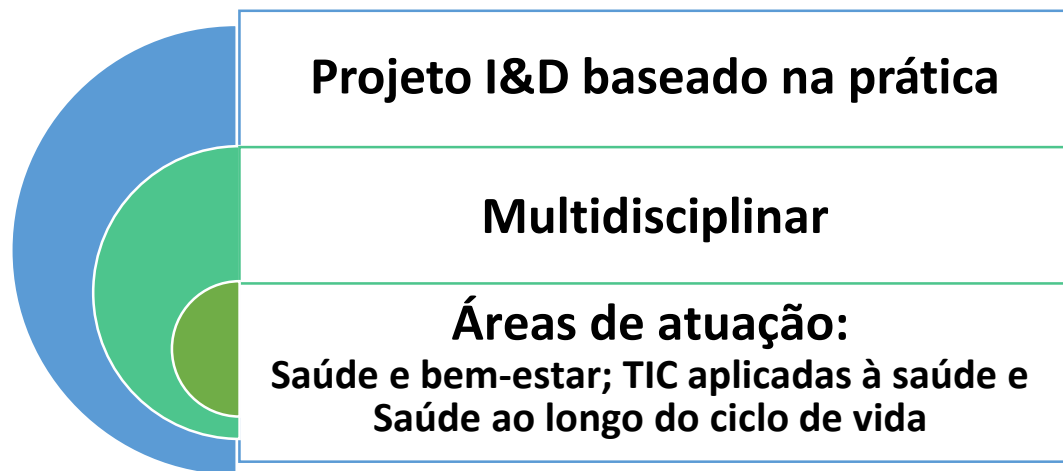 Projeto I&D baseado na prática
Multidisciplinar
Áreas de atuação:
Saúde e bem-estar; TIC aplicadas à saúde e
Saúde ao longo do ciclo de vida